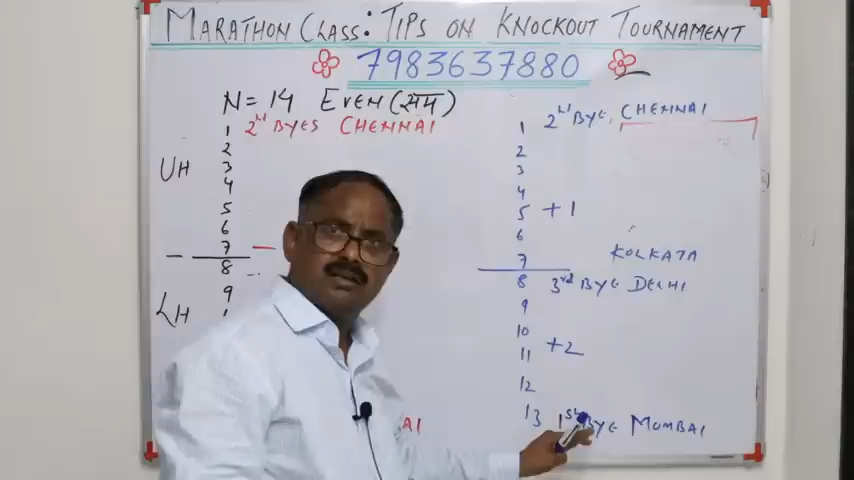 MARATHON CLASS: TIPS ON KNOCKOUT TOURNAMENT
7983637880
N = 14 EVEN (सम)
1 2nd BYES CHENNAI
2
UH 3
4
5
6
7
8
9
LH
AI
1 2nd BYE, CHENNAI
2
3
4
5 +1
6
7 KOLKATA
8 3rd BYE DELHI
9
10
11 +2
12
13 1st BYE MUMBAI